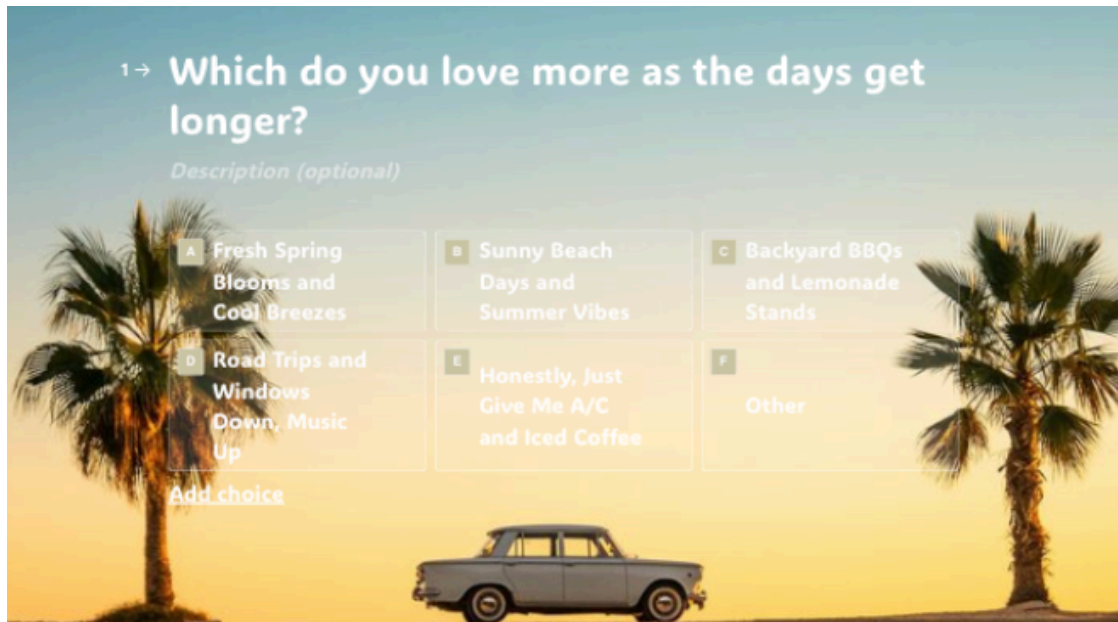 1→ Which do you love more as the days get
longer?
Description (optional)
A Fresh Spring
Blooms and
Cool Breezes
B Sunny Beach
Days and
Summer Vibes
C Backyard BBQs
and Lemonade
Stands
D Road Trips and
Windows
Down, Music
Up
E Honestly, Just
Give Me A/C
and Iced Coffee
F Other
Add choice